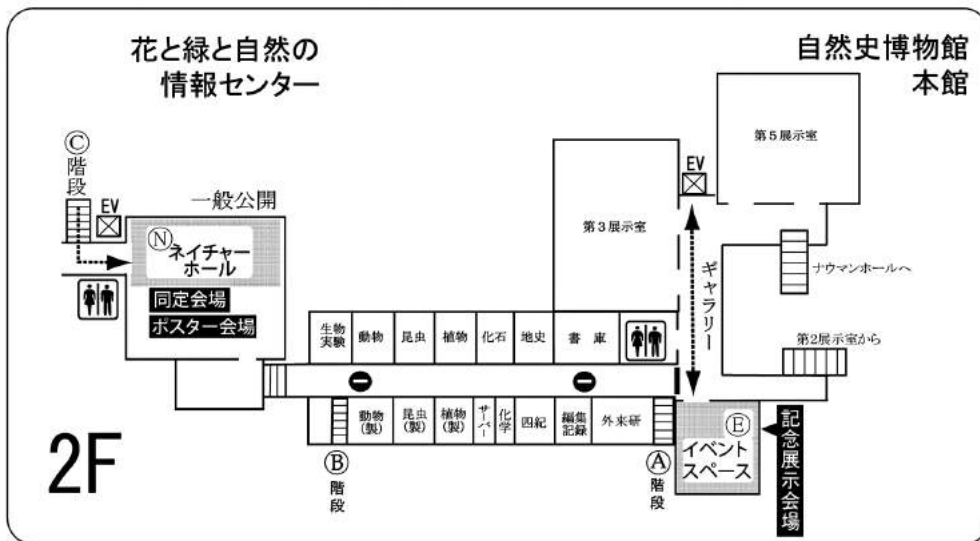 花と緑と自然の
情報センター
自然史博物館
本館
Ⓒ
階段
EV
一般公開
Ⓝ
ネイチャー
ホール
同定会場
ポスター会場
第5展示室
EV
第3展示室
ギャラリー
ナウマンホールへ
第2展示室から
生物
実験
動物
昆虫
植物
化石
地史
書庫
動物
(製)
昆虫
(製)
植物
(製)
サーバー
化学
四紀
編集
記録
外来研
Ⓔ
イベント
スペース
記念展示会場
2F
Ⓑ
階段
Ⓐ
階段